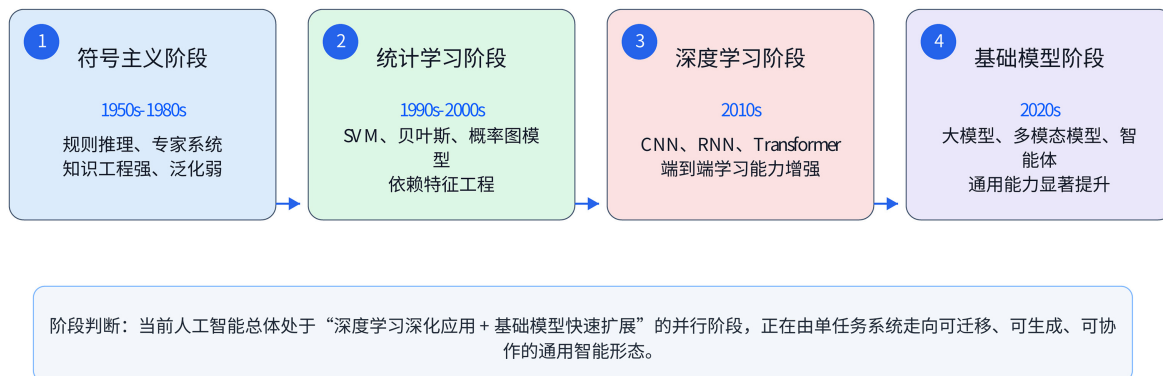 1
符号主义阶段
1950s-1980s
规则推理、专家系统
知识工程强、泛化弱
2
统计学习阶段
1990s-2000s
SVM、贝叶斯、概率图模
型
依赖特征工程
3
深度学习阶段
2010s
CNN、RNN、Transformer
端到端学习能力增强
4
基础模型阶段
2020s
大模型、多模态模型、智
能体
通用能力显著提升
阶段判断：当前人工智能总体处于“深度学习深化应用 + 基础模型快速扩展”的并行阶段，正在由单任务系统走向可迁移、可生成、可协
作的通用智能形态。